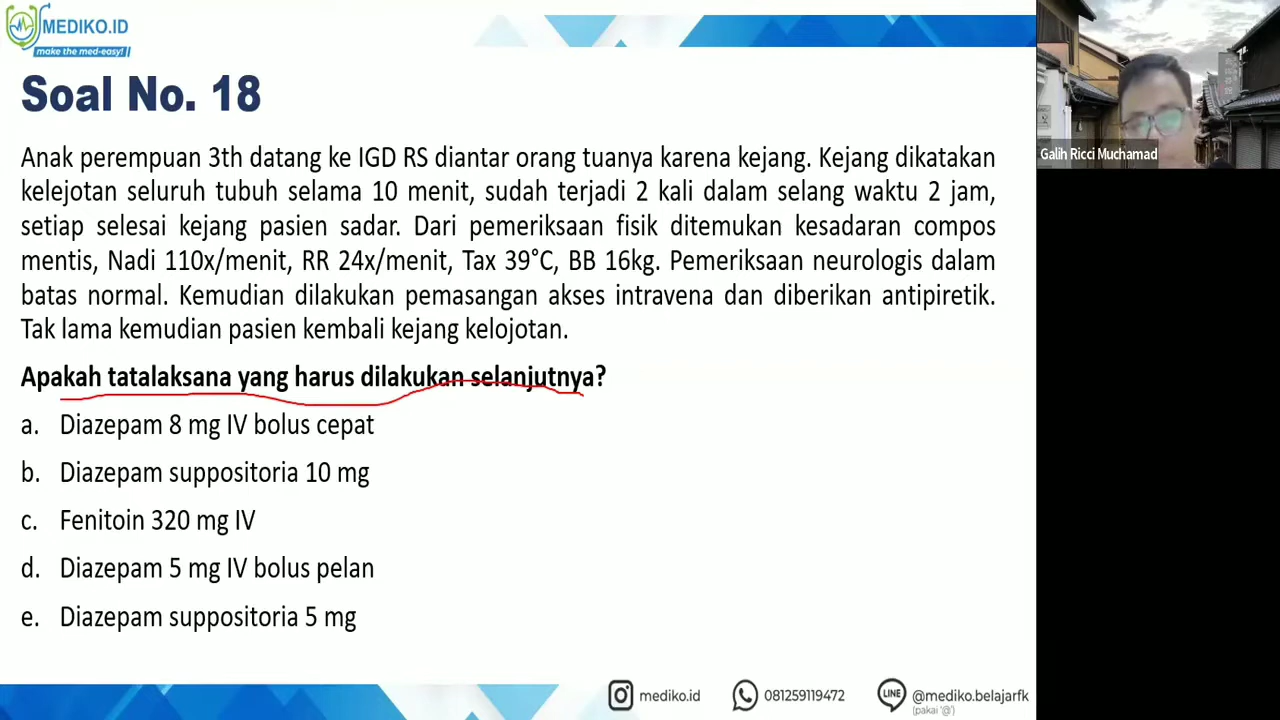 MEDIKO.ID
make the med-easy!
Soal No. 18
Anak perempuan 3th datang ke IGD RS diantar orang tuanya karena kejang. Kejang dikatakan
kelejotan seluruh tubuh selama 10 menit, sudah terjadi 2 kali dalam selang waktu 2 jam,
setiap selesai kejang pasien sadar. Dari pemeriksaan fisik ditemukan kesadaran compos
mentis, Nadi 110x/menit, RR 24x/menit, Tax 39°C, BB 16kg. Pemeriksaan neurologis dalam
batas normal. Kemudian dilakukan pemasangan akses intravena dan diberikan antipiretik.
Tak lama kemudian pasien kembali kejang kelojotan.
Apakah tatalaksana yang harus dilakukan selanjutnya?
a. Diazepam 8 mg IV bolus cepat
b. Diazepam suppositoria 10 mg
c. Fenitoin 320 mg IV
d. Diazepam 5 mg IV bolus pelan
e. Diazepam suppositoria 5 mg
mediko.id
081259119472
LINE
@mediko.belajarfk
(pakai '@')
Galih Ricci Muchamad